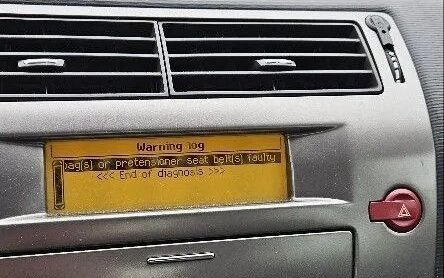 Warning log
bag(s) or pretensioner seat belt(s) faulty
<<< End of diagnosis >>>